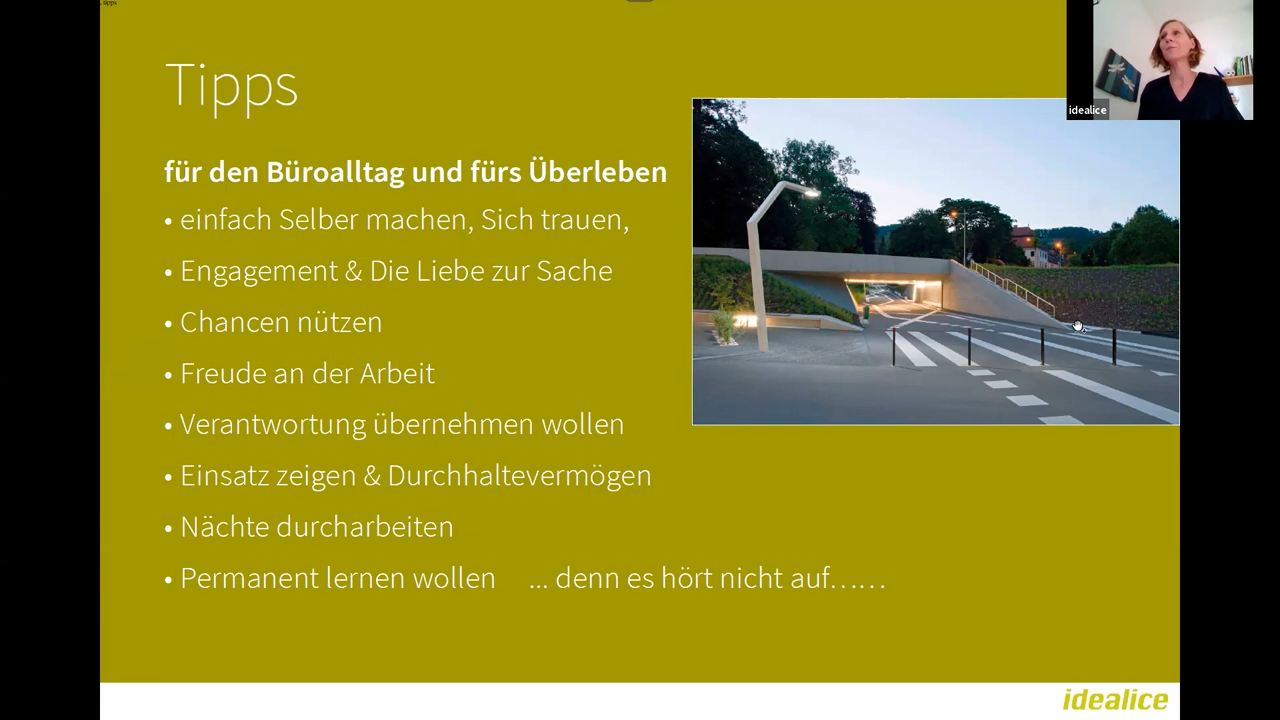 , tipps
Tipps
idealice
für den Büroalltag und fürs Überleben
• einfach Selber machen, Sich trauen,
• Engagement & Die Liebe zur Sache
• Chancen nützen
• Freude an der Arbeit
• Verantwortung übernehmen wollen
• Einsatz zeigen & Durchhaltevermögen
• Nächte durcharbeiten
• Permanent lernen wollen ... denn es hört nicht auf……
idealice